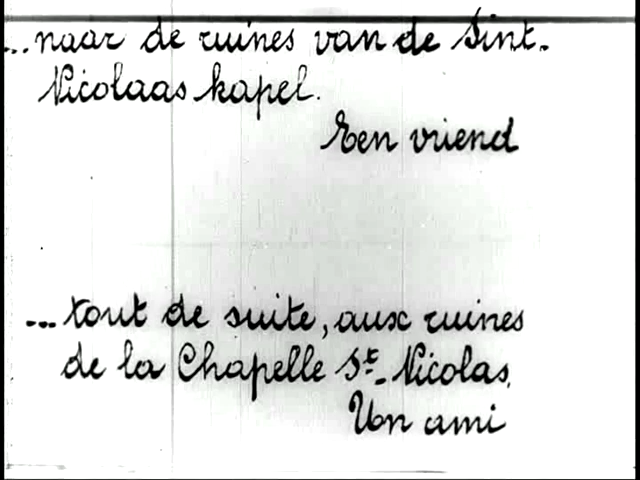 ...naar de ruines van de Sint-
Nicolaas kapel.
Een vriend
...tout de suite, aux ruines
de la Chapelle St-Nicolas.
Un ami